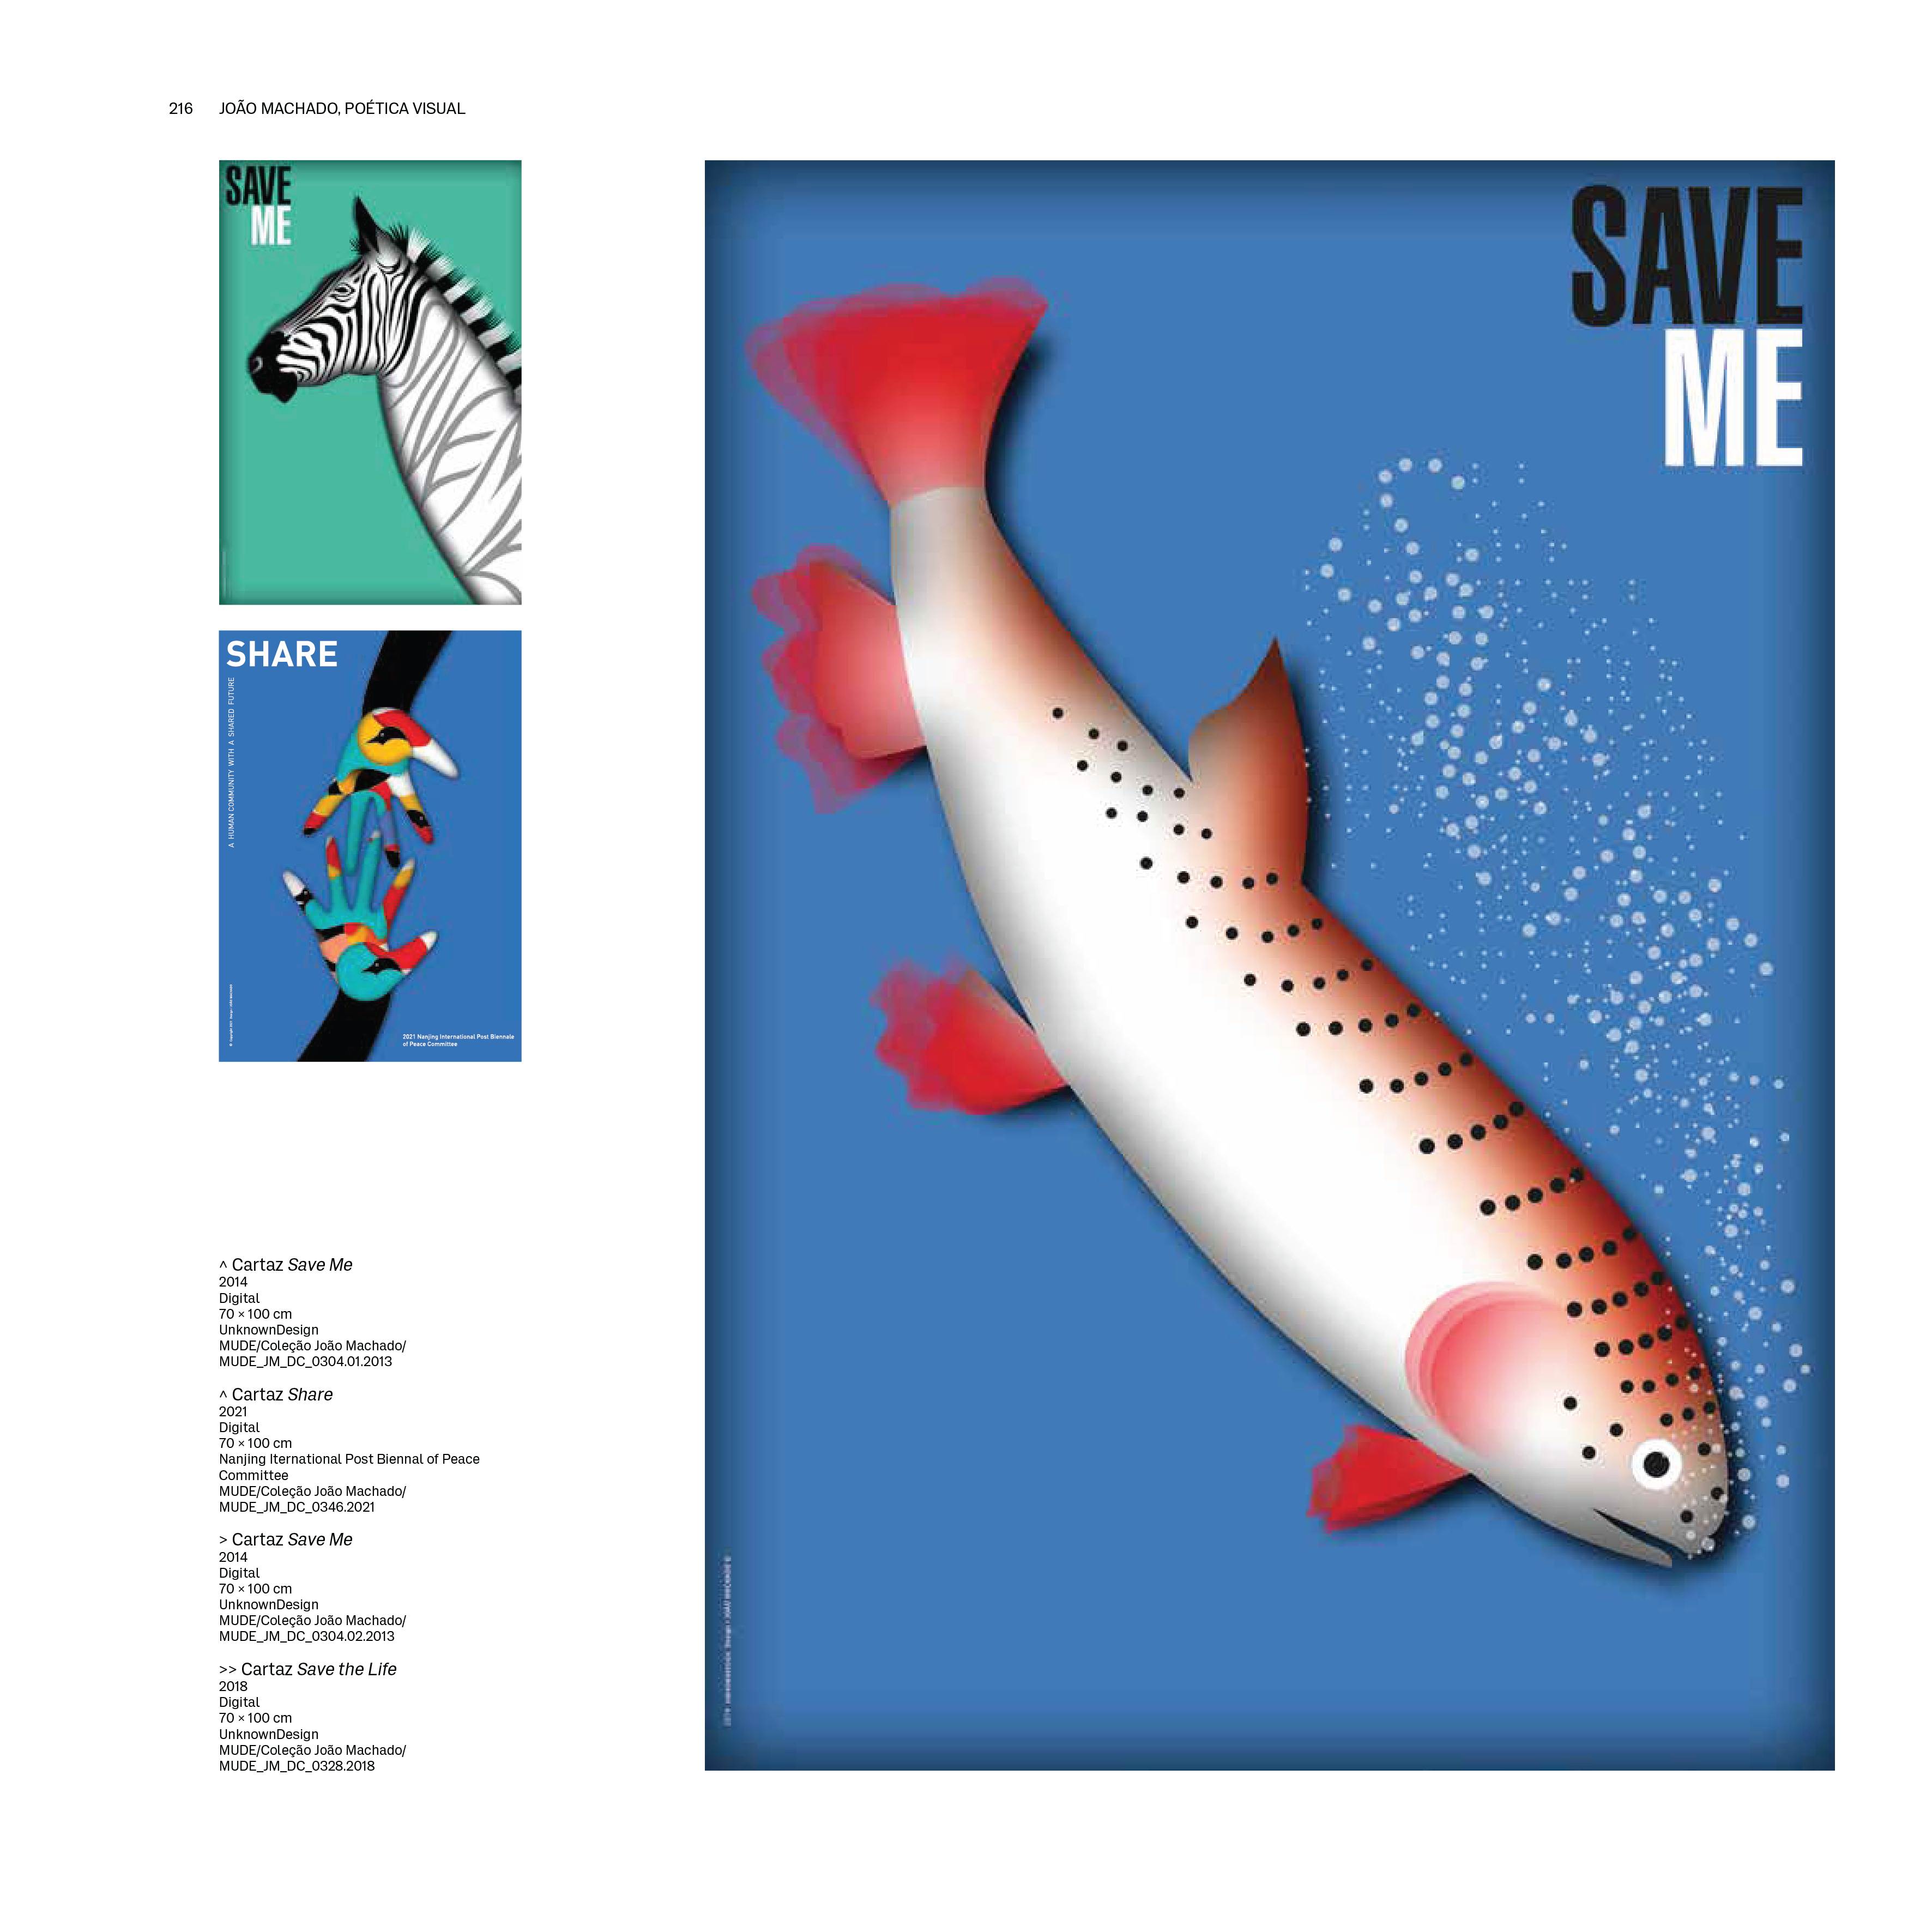 216 JOÃO MACHADO, POÉTICA VISUAL
SAVE
ME
SHARE
A HUMAN COMMUNITY WITH A SHARED FUTURE
2021 Nanjing International Post Biennale
of Peace Committee
SAVE
ME
^ Cartaz Save Me
2014
Digital
70 × 100 cm
UnknownDesign
MUDE/Coleção João Machado/
MUDE_JM_DC_0304.01.2013
^ Cartaz Share
2021
Digital
70 × 100 cm
Nanjing Iternational Post Biennal of Peace
Committee
MUDE/Coleção João Machado/
MUDE_JM_DC_0346.2021
> Cartaz Save Me
2014
Digital
70 × 100 cm
UnknownDesign
MUDE/Coleção João Machado/
MUDE_JM_DC_0304.02.2013
>> Cartaz Save the Life
2018
Digital
70 × 100 cm
UnknownDesign
MUDE/Coleção João Machado/
MUDE_JM_DC_0328.2018